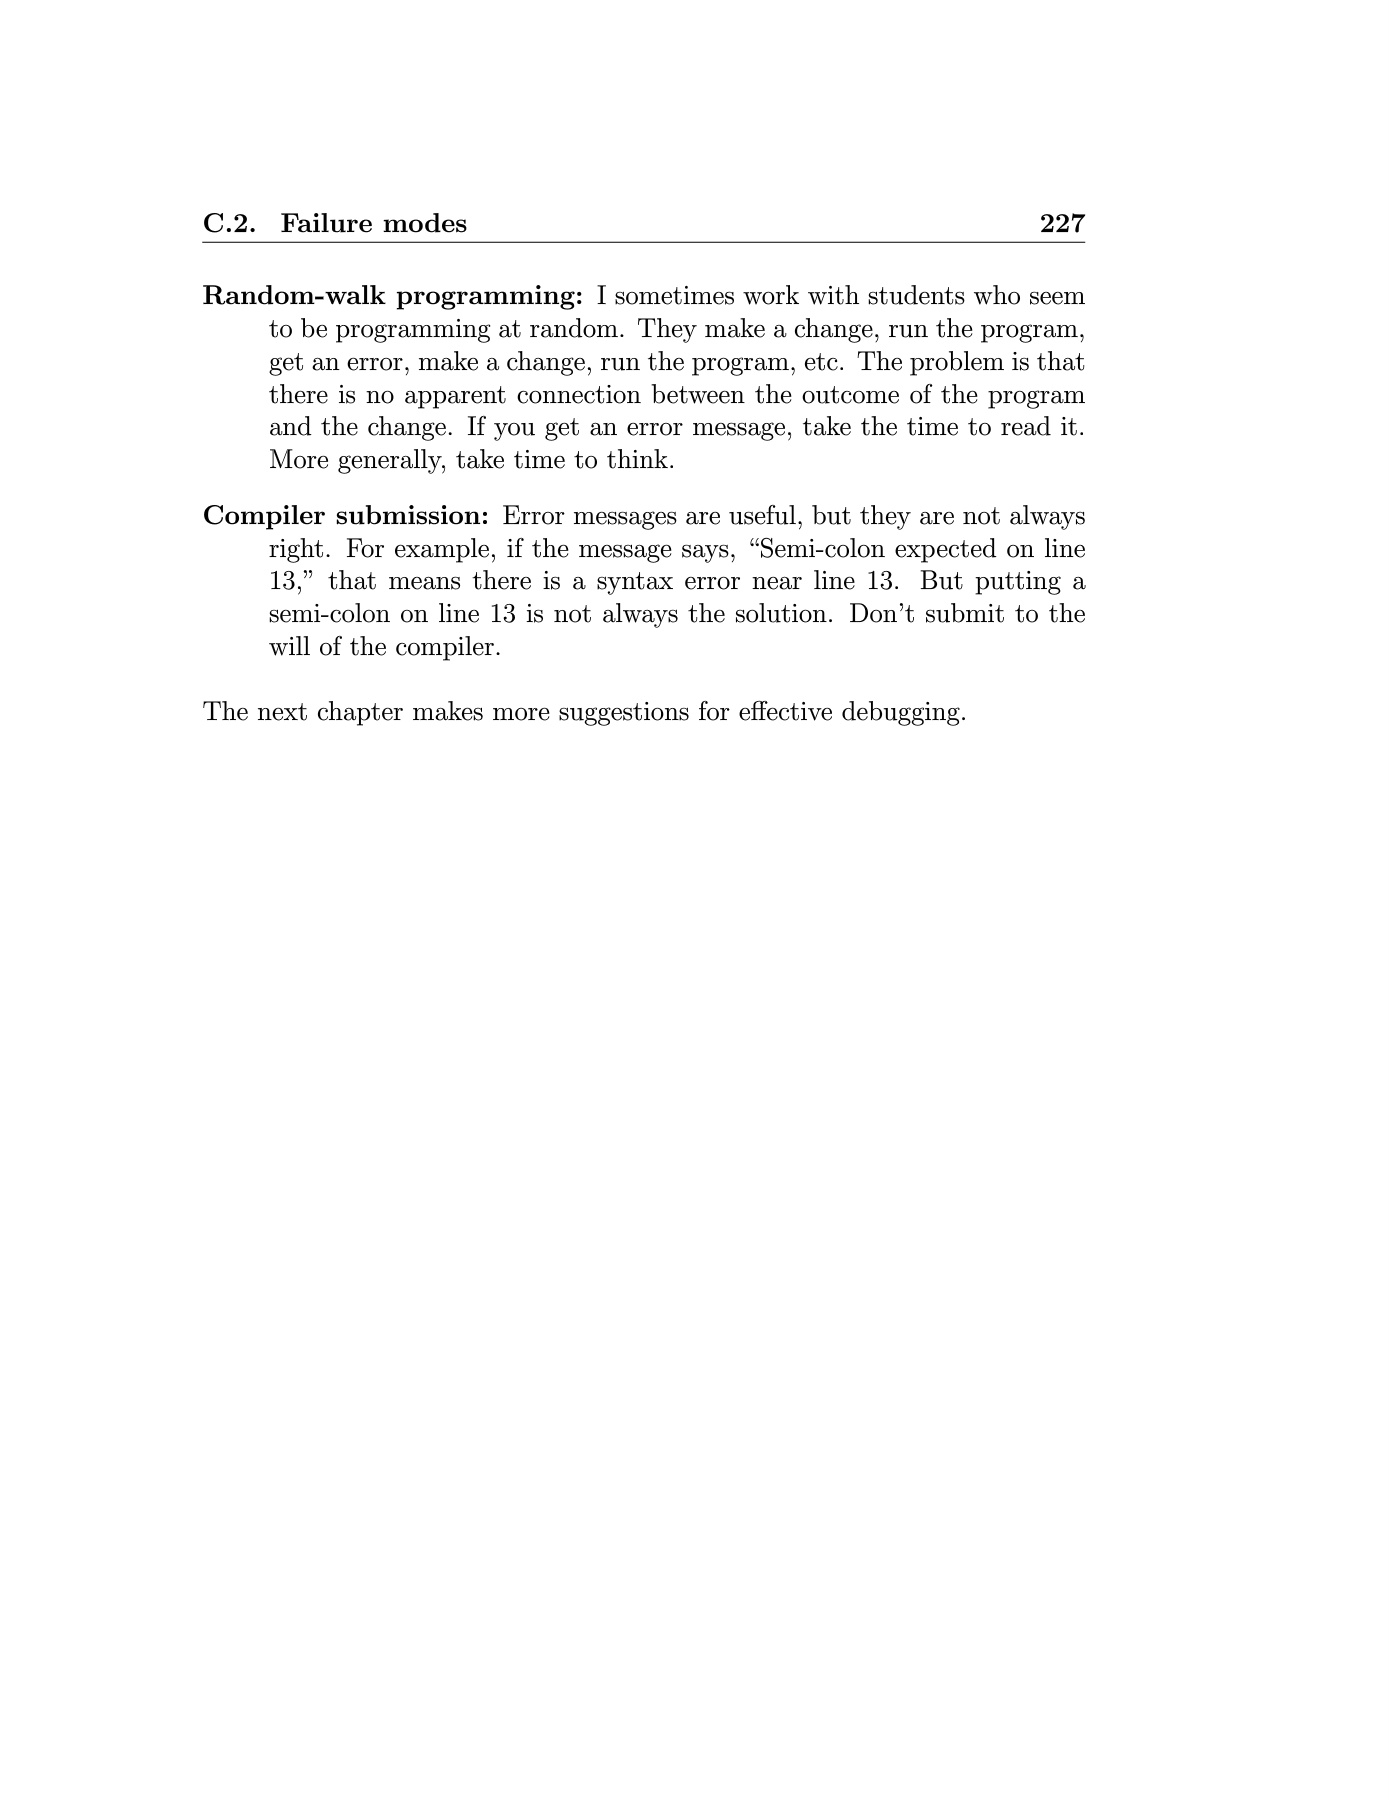 C.2. Failure modes 227
Random-walk programming: I sometimes work with students who seem
to be programming at random. They make a change, run the program,
get an error, make a change, run the program, etc. The problem is that
there is no apparent connection between the outcome of the program
and the change. If you get an error message, take the time to read it.
More generally, take time to think.
Compiler submission: Error messages are useful, but they are not always
right. For example, if the message says, “Semi-colon expected on line
13,” that means there is a syntax error near line 13. But putting a
semi-colon on line 13 is not always the solution. Don’t submit to the
will of the compiler.
The next chapter makes more suggestions for effective debugging.